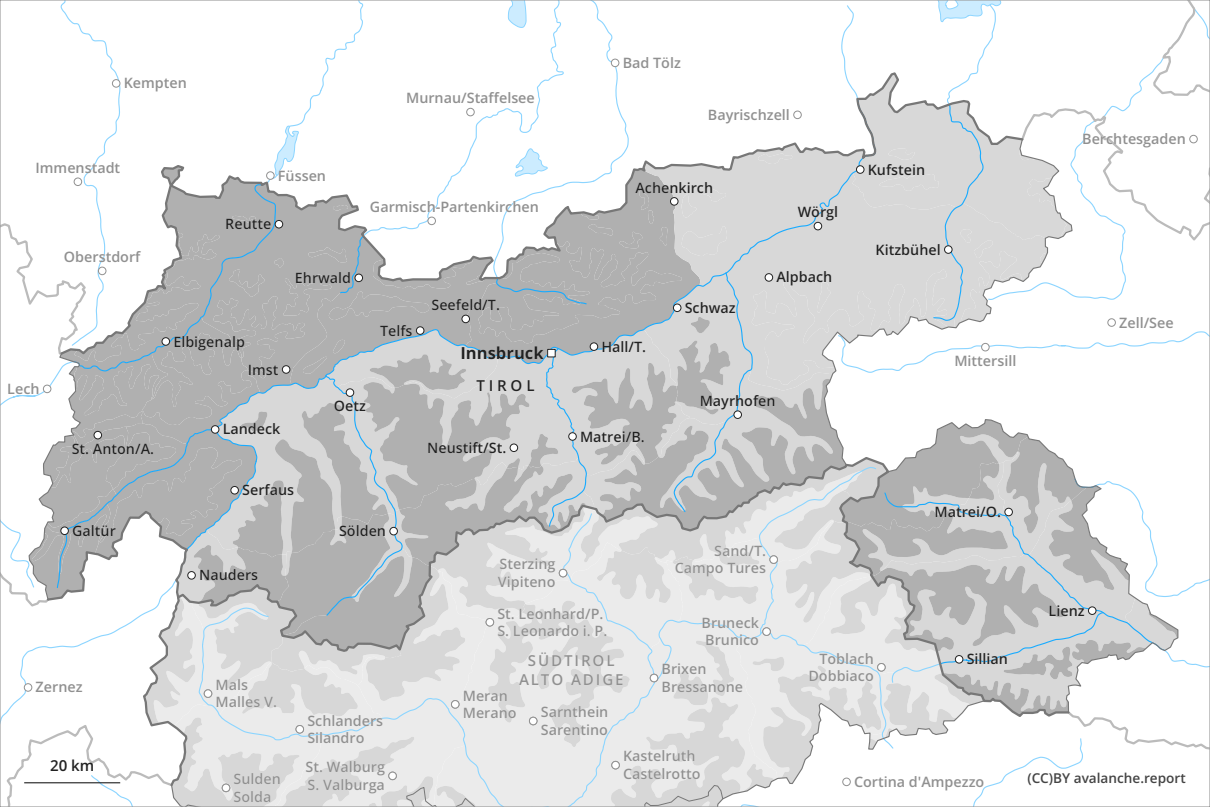 Kempten
Bad Tölz
Murnau/Staffelsee
Bayrischzell
Berchtesgaden
Immenstadt
Füssen
Kufstein
Achenkirch
Garmisch-Partenkirchen
Wörgl
Reutte
Kitzbühel
Oberstdorf
Ehrwald
Alpbach
Seefeld/T.
Schwaz
Zell/See
Telfs
Elbigenalp
Hall/T.
Innsbruck
Mittersill
Imst
TIROL
Lech
Oetz
Mayrhofen
Landeck
Matrei/B.
St. Anton/A.
Neustift/St.
Serfaus
Matrei/O.
Galtür
Sölden
Sand/T.
Campo Tures
Sterzing
Vipiteno
Nauders
Lienz
St. Leonhard/P.
S. Leonardo i. P.
Bruneck
Brunico
SÜDTIROL
ALTO ADIGE
Toblach
Dobbiaco
Sillian
Brixen
Bressanone
Zernez
Mals
Malles V.
Meran
Merano
Sarnthein
Sarentino
Schlanders
Silandro
Kastelruth
Castelrotto
St. Walburg
S. Valburga
20 km
Sulden
Solda
Cortina d'Ampezzo
(CC)BY avalanche.report